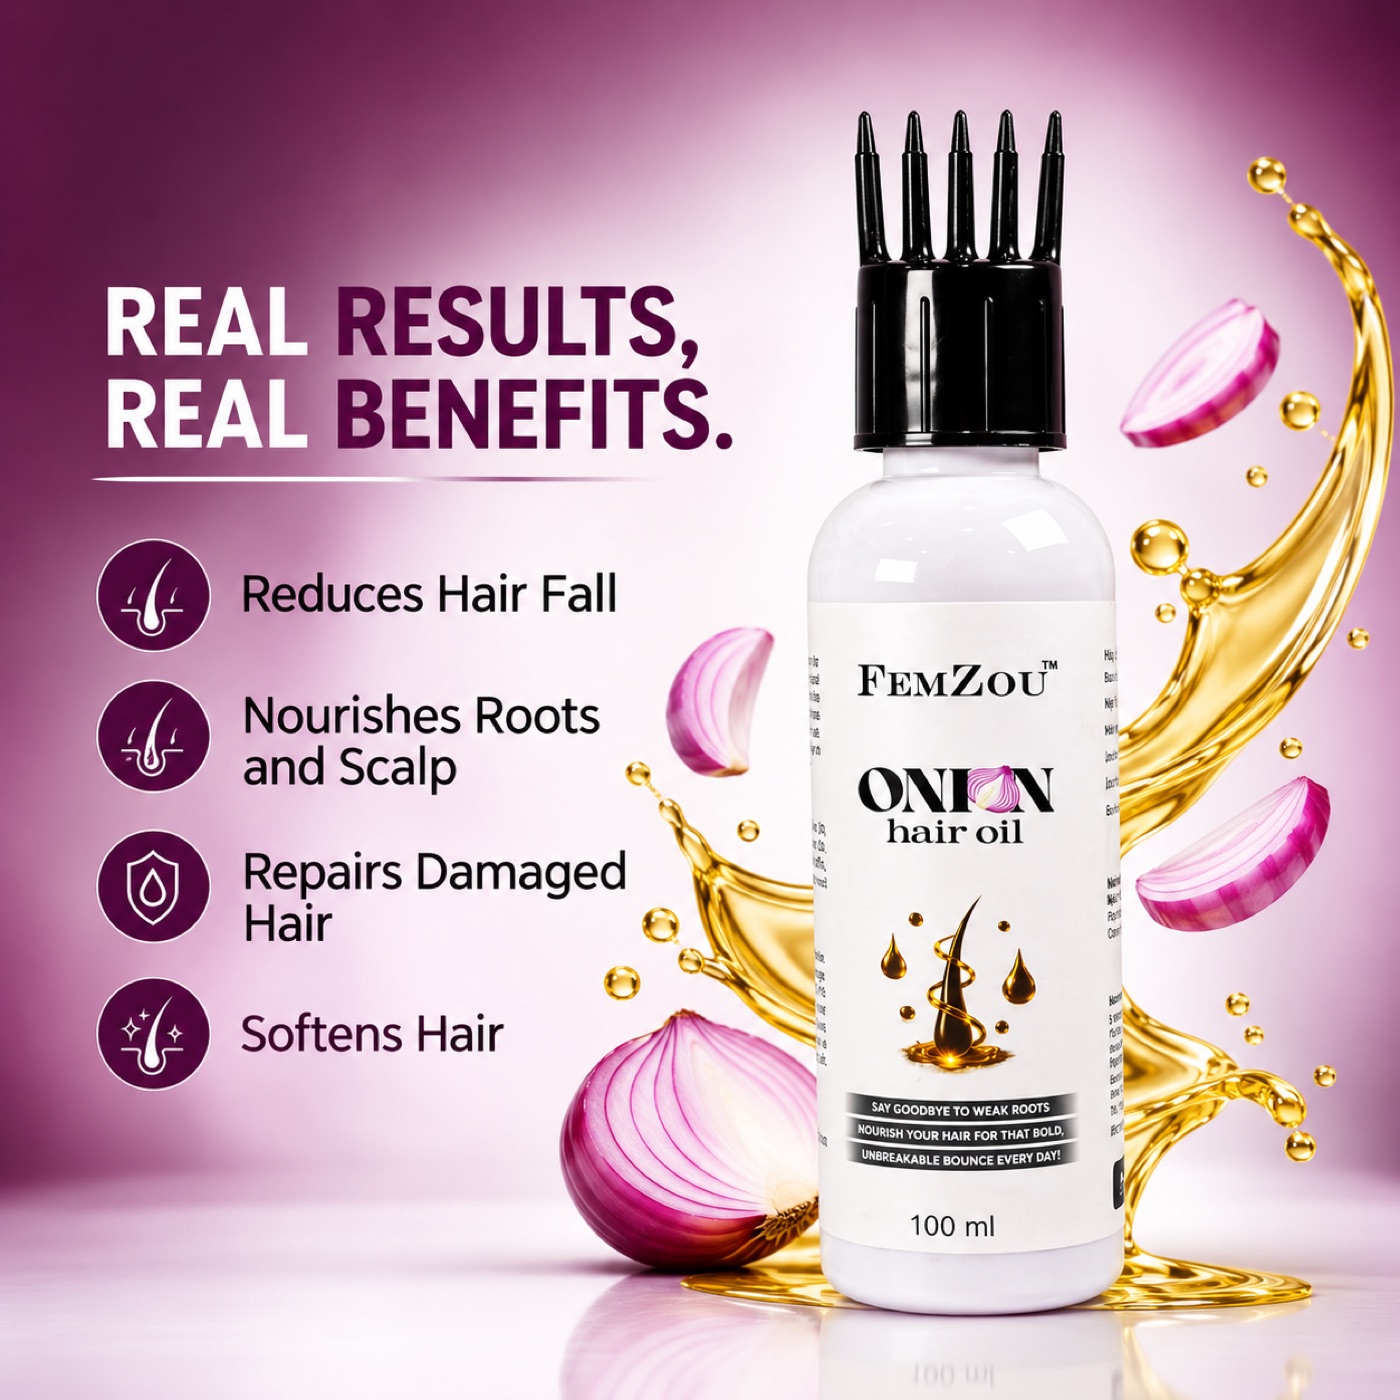 REAL RESULTS,
REAL BENEFITS.
Reduces Hair Fall
Nourishes Roots
and Scalp
Repairs Damaged
Hair
Softens Hair
FEMZOU™
ONION
hair oil
SAY GOODBYE TO WEAK ROOTS
NOURISH YOUR HAIR FOR THAT BOLD,
UNBREAKABLE BOUNCE EVERY DAY!
100 ml